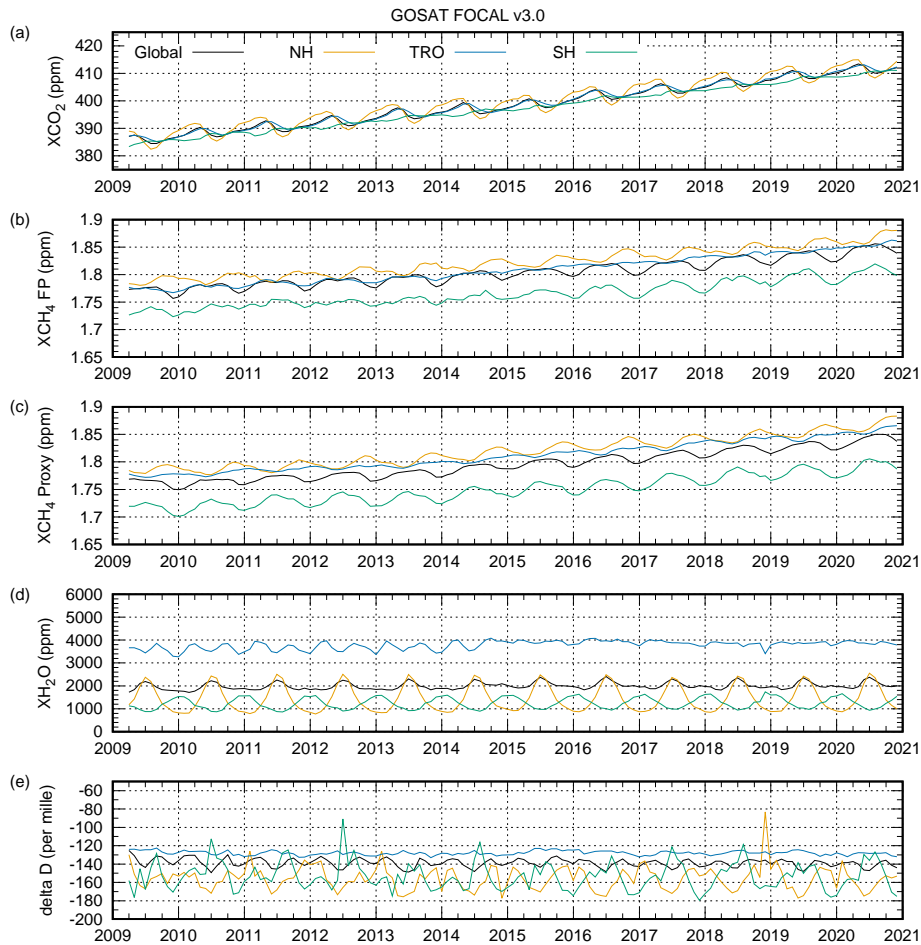 GOSAT FOCAL v3.0
(a)
Global NH TRO SH
XCO₂ (ppm)
420
410
400
390
380
2009 2010 2011 2012 2013 2014 2015 2016 2017 2018 2019 2020 2021
(b)
XCH₄ FP (ppm)
1.9
1.85
1.8
1.75
1.7
1.65
2009 2010 2011 2012 2013 2014 2015 2016 2017 2018 2019 2020 2021
(c)
XCH₄ Proxy (ppm)
1.9
1.85
1.8
1.75
1.7
1.65
2009 2010 2011 2012 2013 2014 2015 2016 2017 2018 2019 2020 2021
(d)
XH₂O (ppm)
6000
5000
4000
3000
2000
1000
0
2009 2010 2011 2012 2013 2014 2015 2016 2017 2018 2019 2020 2021
(e)
delta D (per mille)
-60
-80
-100
-120
-140
-160
-180
-200
2009 2010 2011 2012 2013 2014 2015 2016 2017 2018 2019 2020 2021